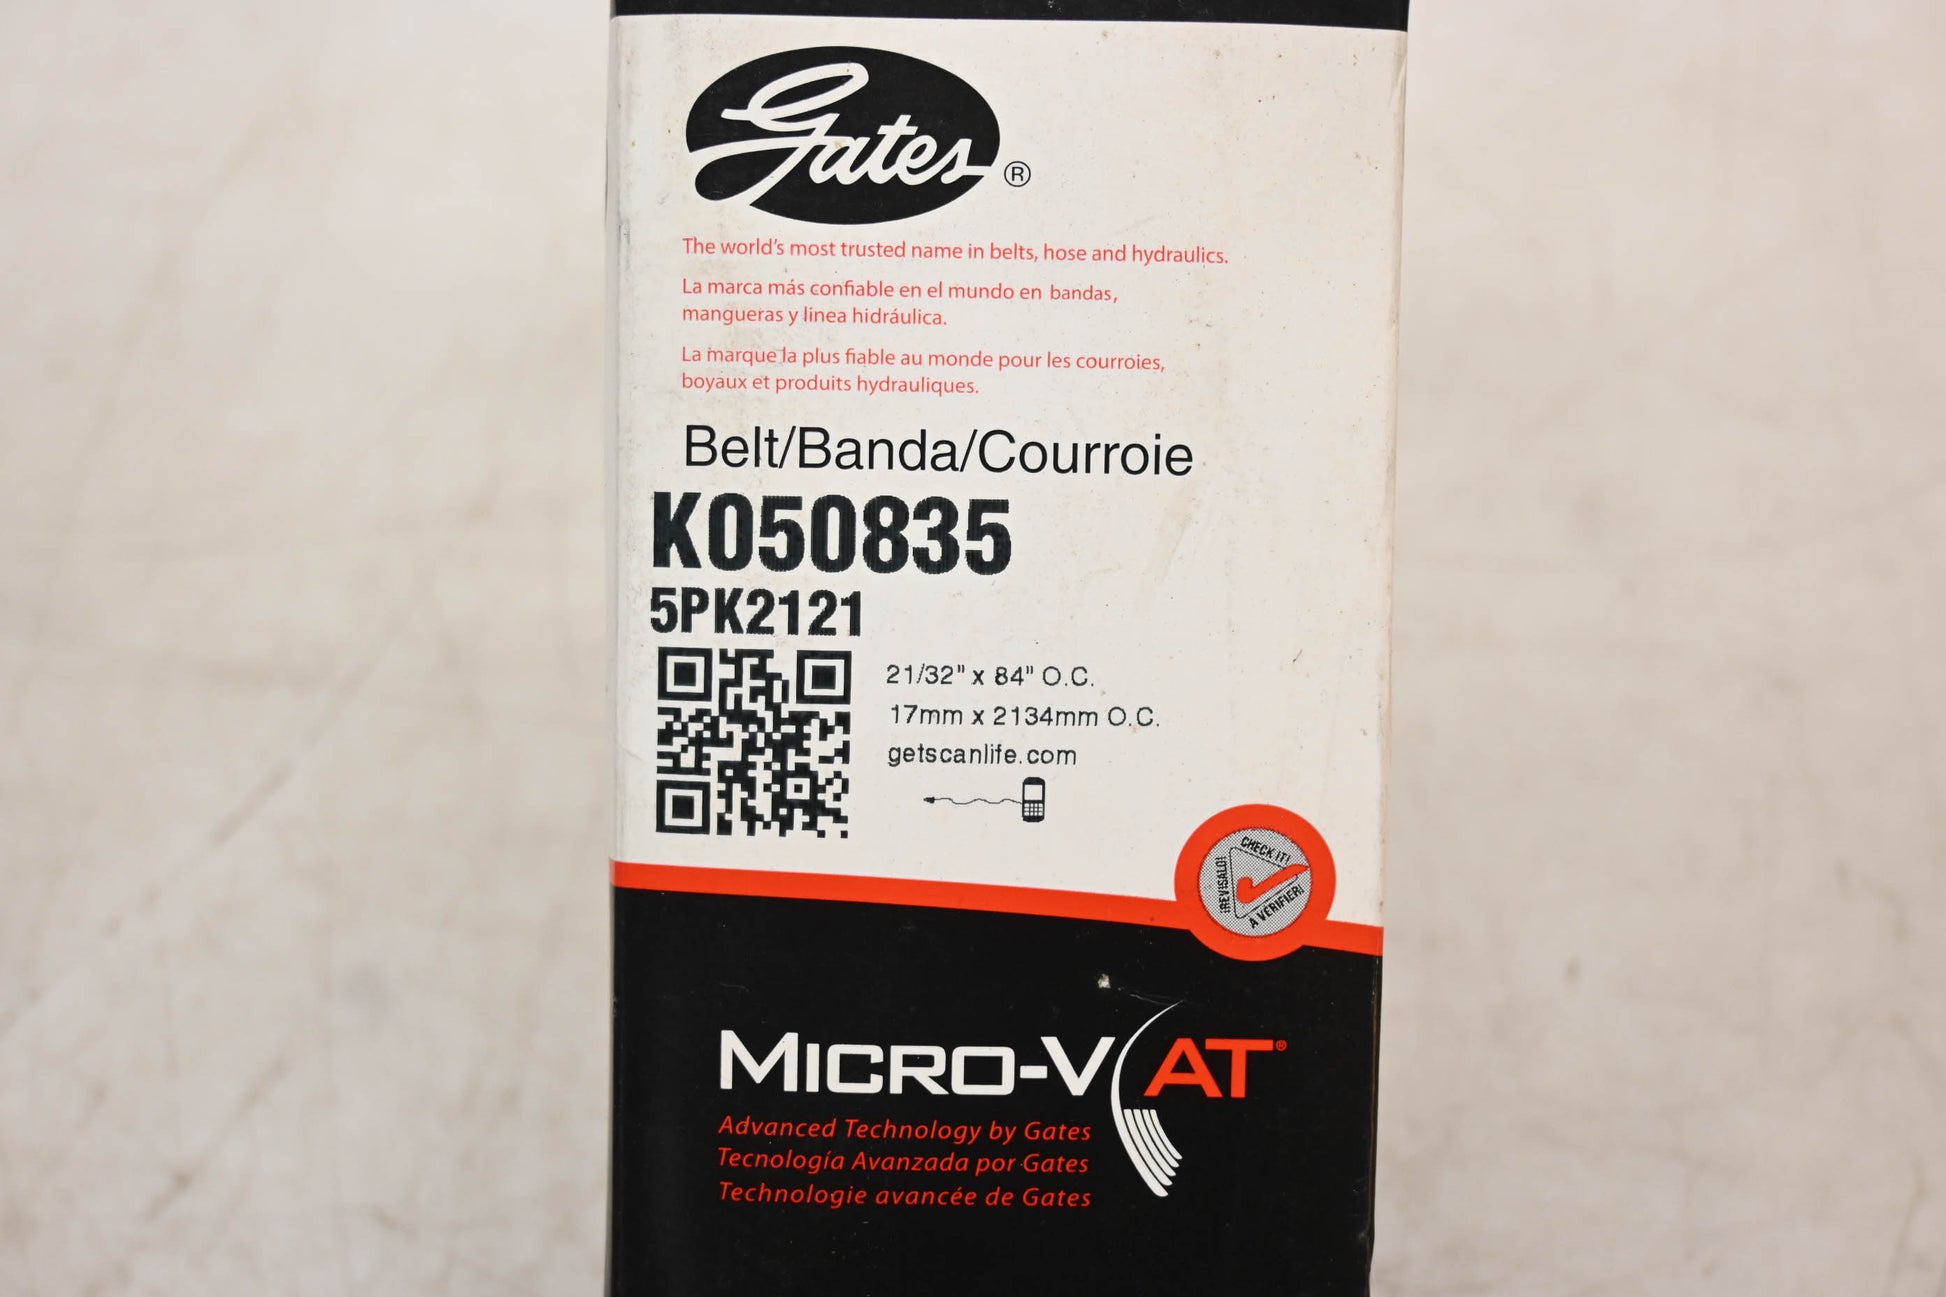 Gates ®
The world's most trusted name in belts, hose and hydraulics.
La marca más confiable en el mundo en bandas,
mangueras y línea hidráulica.
La marque la plus fiable au monde pour les courroies,
boyaux et produits hydrauliques.
Belt/Banda/Courroie
K050835
5PK2121
21/32" x 84" O.C.
17mm x 2134mm O.C.
getscanlife.com
CHECK IT!
¡REVISALO!
A VÉRIFIER!
MICRO-V AT®
Advanced Technology by Gates
Tecnología Avanzada por Gates
Technologie avancée de Gates